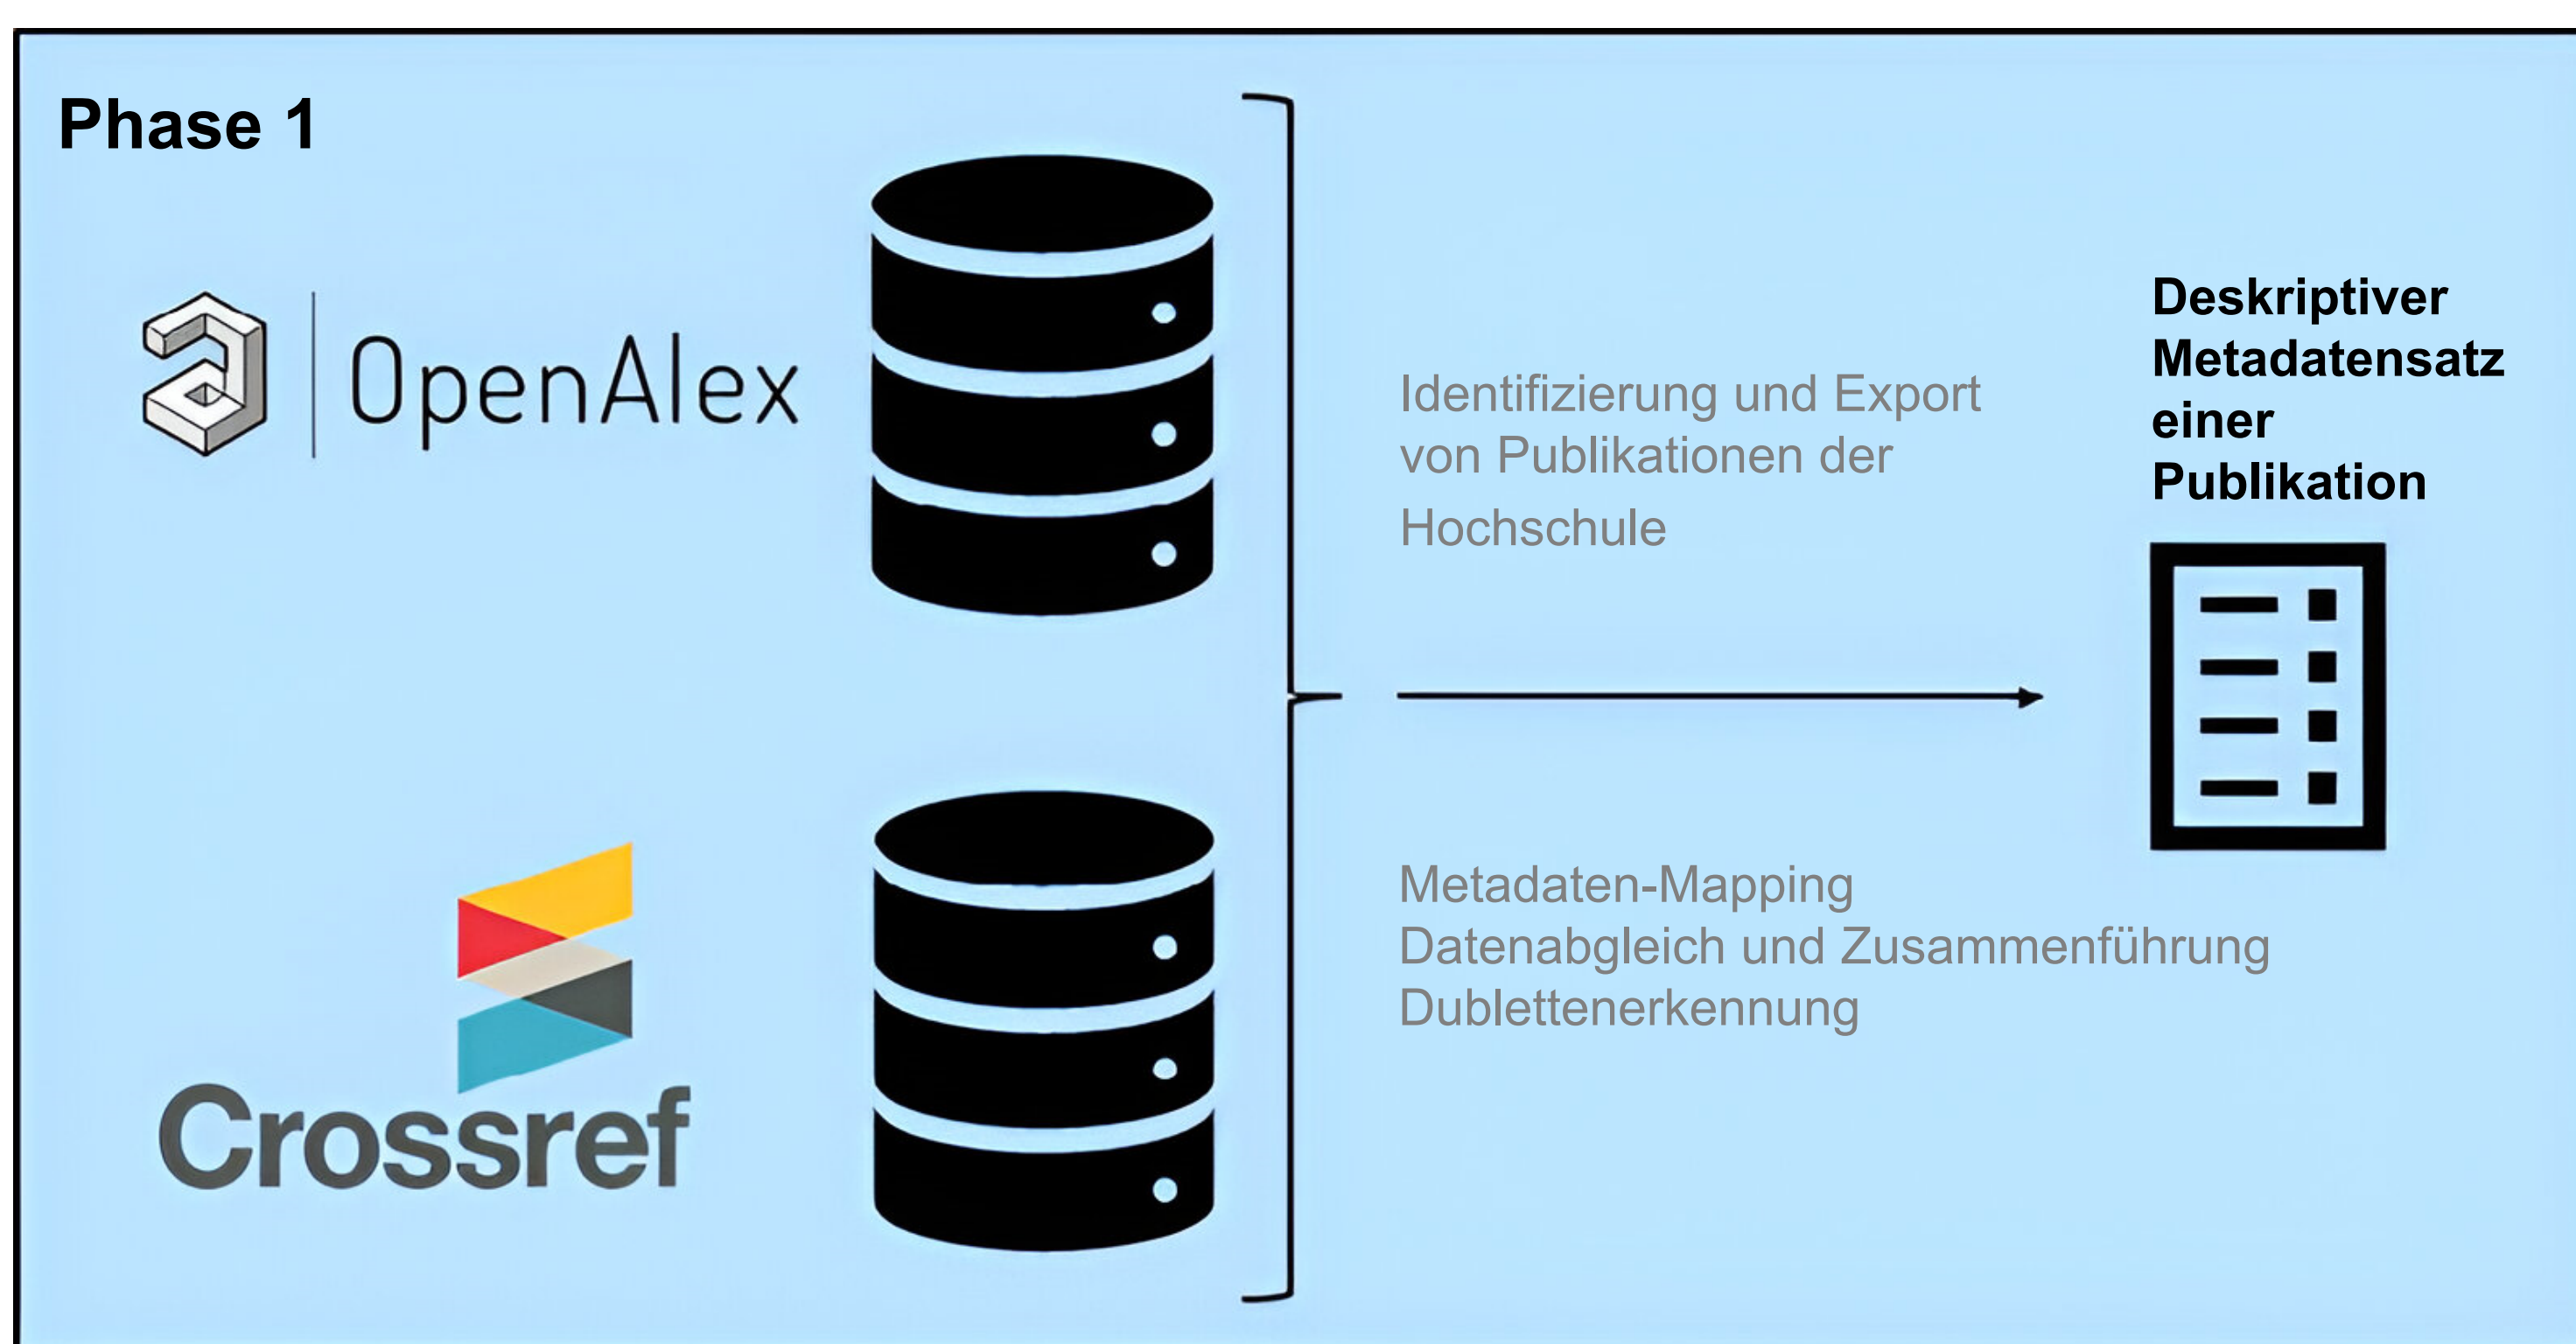 Phase 1
OpenAlex
Crossref
Identifizierung und Export
von Publikationen der
Hochschule
Metadaten-Mapping
Datenabgleich und Zusammenführung
Dublettenerkennung
Deskriptiver
Metadatensatz
einer
Publikation